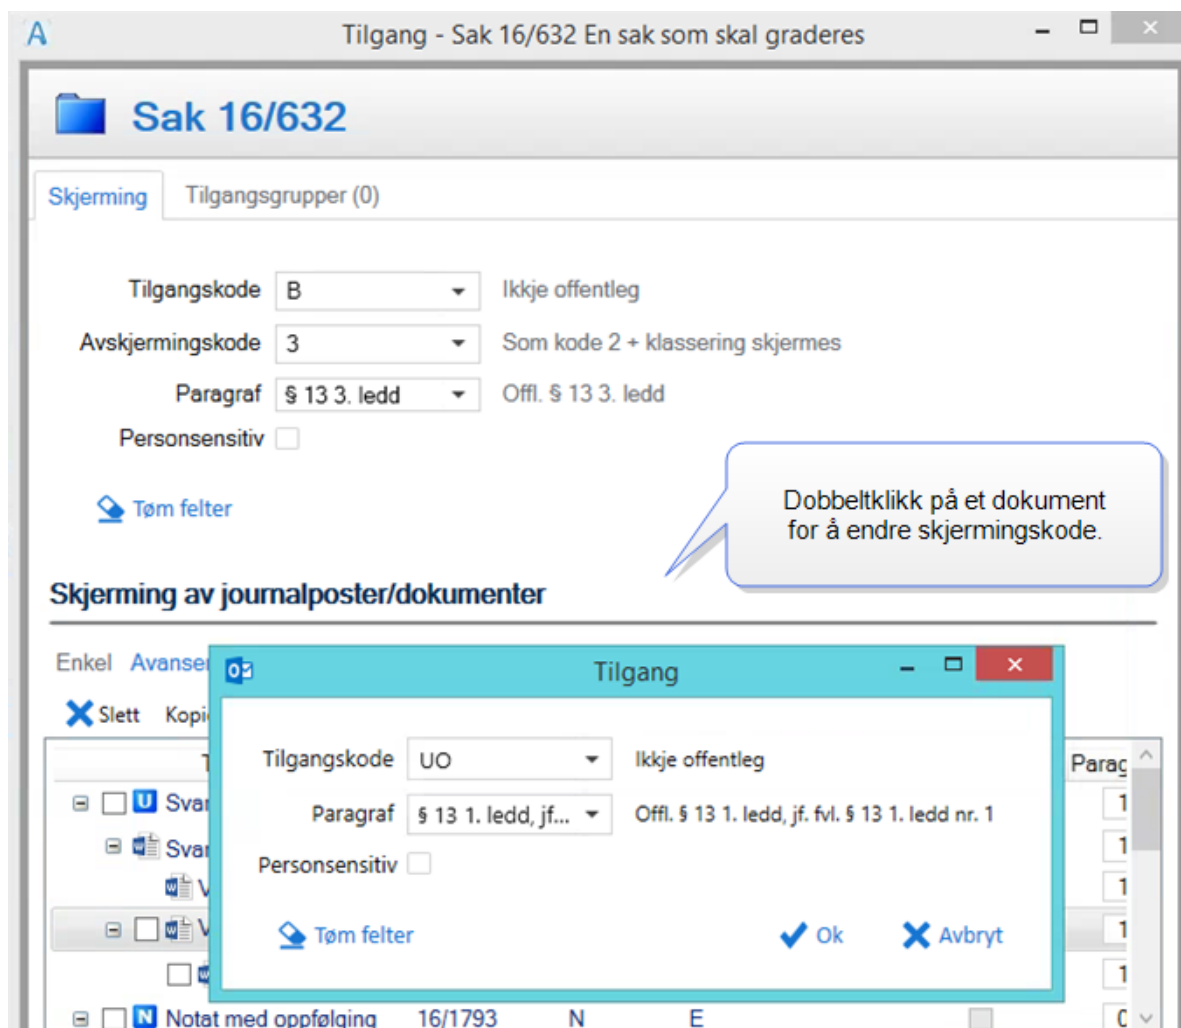 Tilgang - Sak 16/632 En sak som skal graderes
Sak 16/632
Skjerming Tilgangsgrupper (0)
Tilgangskode B Ikkje offentleg
Avskjermingskode 3 Som kode 2 + klassering skjermes
Paragraf § 13 3. ledd Offl. § 13 3. ledd
Personsensitiv
Tøm felter
Dobbeltklikk på et dokument
for å endre skjermingskode.
Skjerming av journalposter/dokumenter
Enkel
Slett
Tilgang
Tilgangskode UO Ikkje offentleg
Paragraf § 13 1. ledd, jf... Offl. § 13 1. ledd, jf. fvl. § 13 1. ledd nr. 1
Personsensitiv
Tøm felter Ok Avbryt
U
N Notat med oppfølging 16/1793 N E